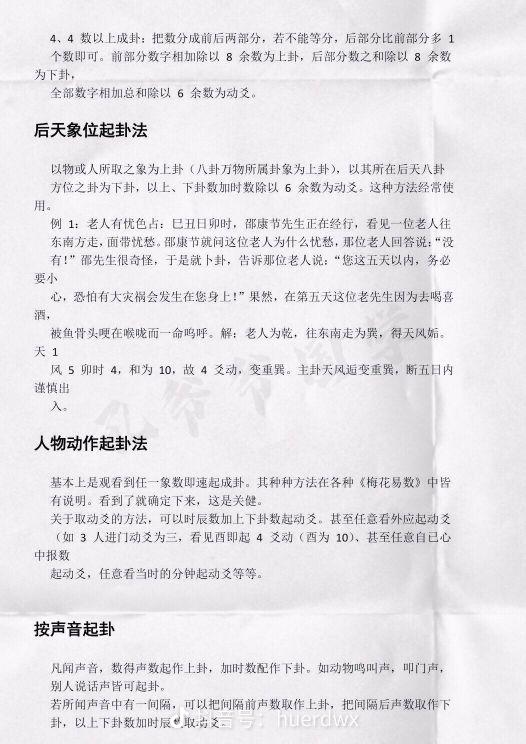 4、4 数以上成卦：把数分成前后两部分，若不能等分，后部分比前部分多 1
个数即可。前部分数字相加除以 8 余数为上卦，后部分数之和除以 8 余数
为下卦，
全部数字相加总和除以 6 余数为动爻。
后天象位起卦法
以物或人所取之象为上卦（八卦万物所属卦象为上卦），以其所在后天八卦
方位之卦为下卦，以上、下卦数加时数除以 6 余数为动爻。这种方法经常使
用。
例 1：老人有忧色占：巳丑日卯时，邵康节先生正在经行，看见一位老人往
东南方走，面带忧愁。邵康节就问这位老人为什么忧愁，那位老人回答说：“没
有！”邵先生很奇怪，于是就卜卦，告诉那位老人说：“您这五天以内，务必
要小
心，恐怕有大灾祸会发生在您身上！”果然，在第五天这位老先生因为去喝喜
酒，
被鱼骨头哽在喉咙而一命呜呼。解：老人为乾，往东南走为巽，得天风姤。
天 1
风 5 卯时 4，和为 10，故 4 爻动，变重巽。主卦天风逅变重巽，断五日内
谨慎出
入。
人物动作起卦法
基本上是观看到任一象数即速起成卦。其种种方法在各种《梅花易数》中皆
有说明。看到了就确定下来，这是关健。
关于取动爻的方法，可以时辰数加上下卦数起动爻。甚至任意看外应起动爻
（如 3 人进门动爻为三，看见酉即起 4 爻动（酉为 10）、甚至任意自已心
中报数
起动爻，任意看当时的分钟起动爻等等。
按声音起卦
凡闻声音，数得声数起作上卦，加时数配作下卦。如动物鸣叫声，叩门声，
别人说话声皆可起卦。
若所闻声音中有一间隔，可以把间隔前声数取作上卦，把间隔后声数取作下
卦，以上下卦数加时辰取动爻。
孔爷爷国学
抖音号：huerdwx